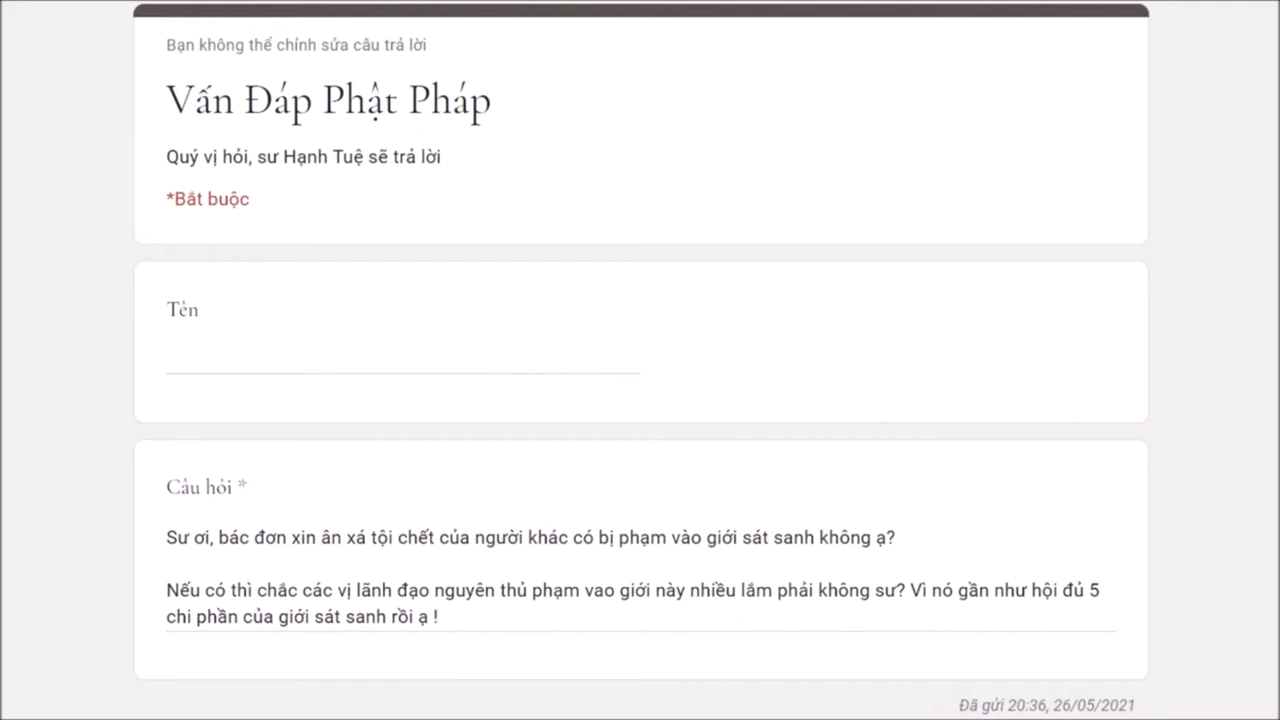 Bạn không thể chỉnh sửa câu trả lời
Vấn Đáp Phật Pháp
Quý vị hỏi, sư Hạnh Tuệ sẽ trả lời
*Bắt buộc
Tên
Câu hỏi *
Sư ơi, bác đơn xin ân xá tội chết của người khác có bị phạm vào giới sát sanh không ạ?
Nếu có thì chắc các vị lãnh đạo nguyên thủ phạm vao giới này nhiều lắm phải không sư? Vì nó gần như hội đủ 5
chi phần của giới sát sanh rồi ạ !
Đã gửi 20:36, 26/05/2021